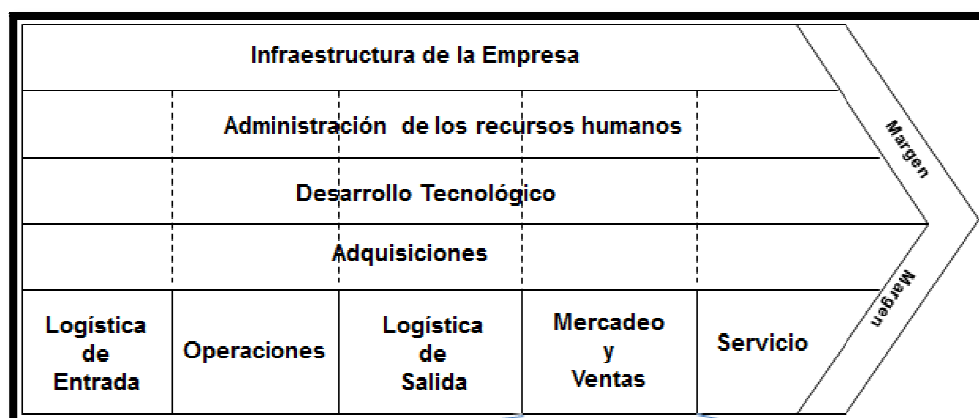 Infraestructura de la Empresa
Administración de los recursos humanos
Desarrollo Tecnológico
Adquisiciones
Margen
Margen
Logística
de
Entrada
Operaciones
Logística
de
Salida
Mercadeo
y
Ventas
Servicio